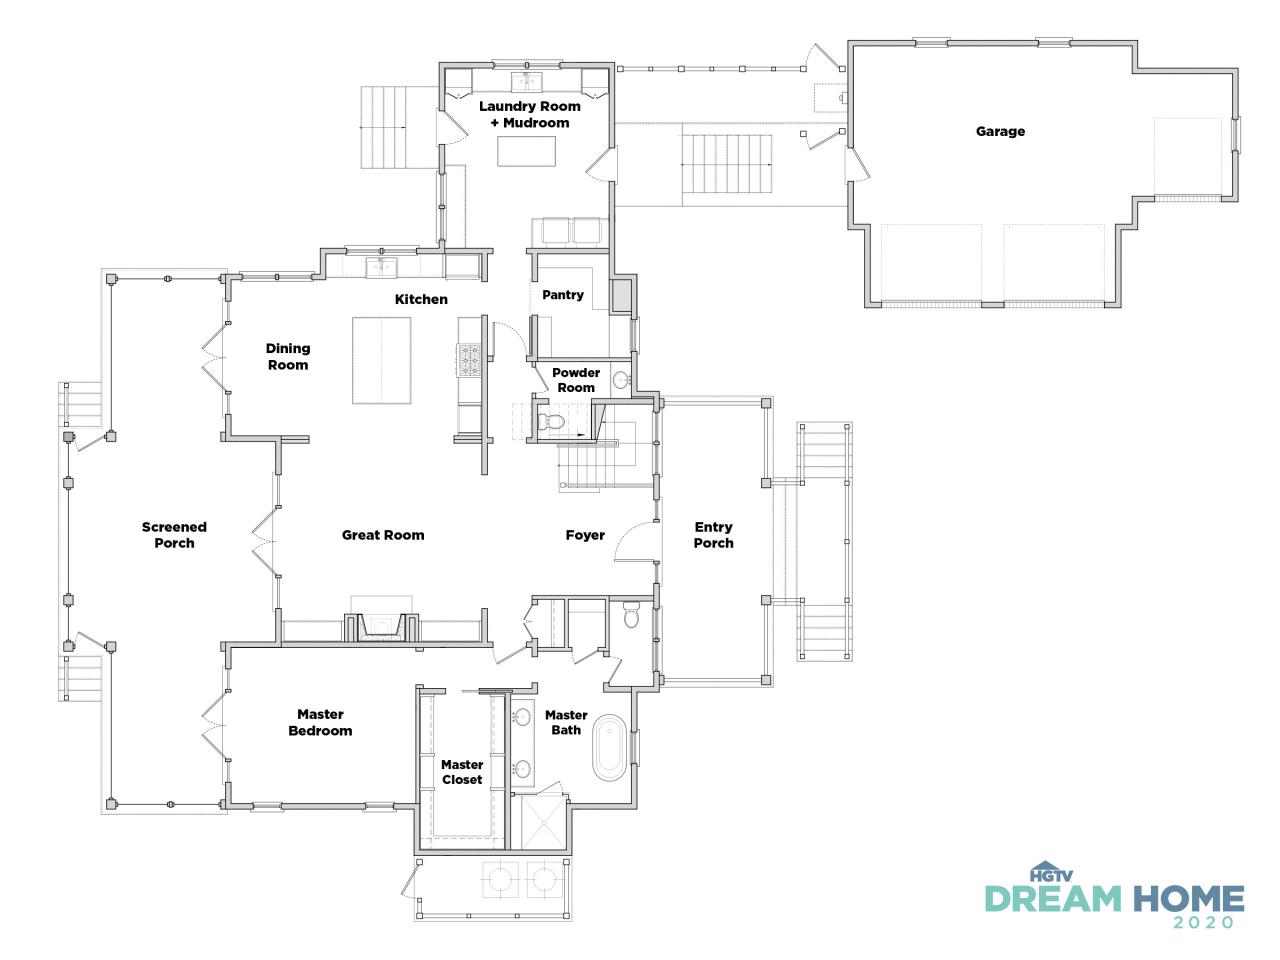 Laundry Room
+ Mudroom
Garage
Kitchen
Pantry
Dining
Room
Powder
Room
Screened
Porch
Great Room
Foyer
Entry
Porch
Master
Bedroom
Master
Bath
Master
Closet
HGTV
DREAM HOME
2020